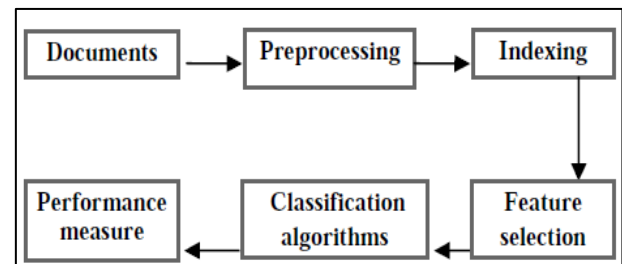 Documents
Preprocessing
Indexing
Feature
selection
Classification
algorithms
Performance
measure